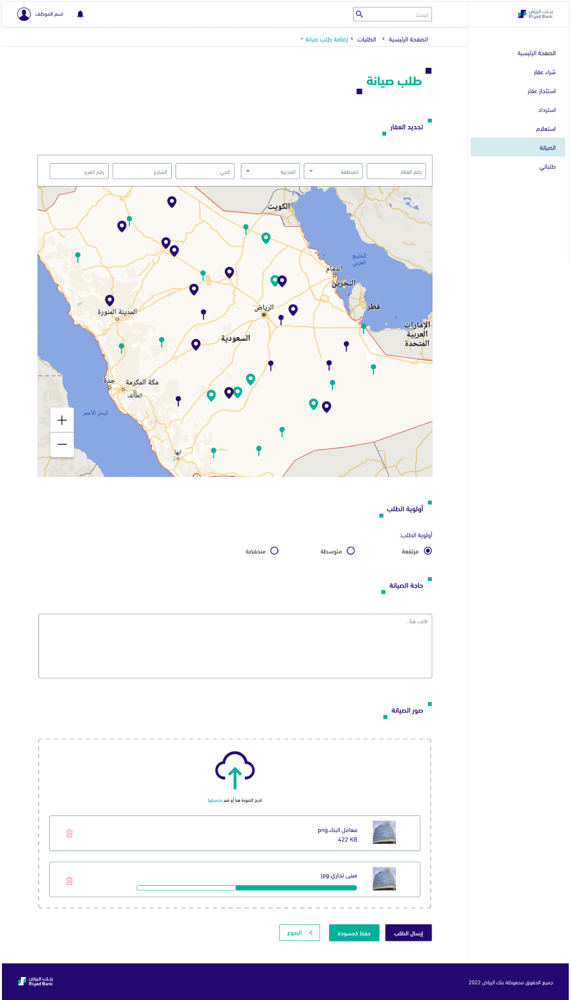 بنك الرياض
Riyad Bank
البحث
اسم الموظف
الصفحة الرئيسية
شراء عقار
استئجار عقار
استرداد
استعلام
الصيانة
طلباتي
الصفحة الرئيسية
الطلبات
إضافة طلب صيانة
طلب صيانة
تحديد العقار
رقم العقار
المنطقة
المدينة
الحي
الشارع
رقم الفرع
الكويت
الخليج
العربي
الدمام
البحرين
قطر
الرياض
المدينة المنورة
الإمارات
العربية
المتحدة
السعودية
جدة
مكة المكرمة
الطائف
البحر الأحمر
أبها
أولوية الطلب
أولوية الطلب:
مرتفعة
متوسطة
منخفضة
حاجة الصيانة
اكتب هنا...
صور الصيانة
ادرج الصورة هنا أو قم بتحميلها
معامل البناء.png
422 KB
مبنى تجاري.jpg
إرسال الطلب
حفظ كمسودة
الرجوع
جميع الحقوق محفوظة بنك الرياض 2022
بنك الرياض
Riyad Bank